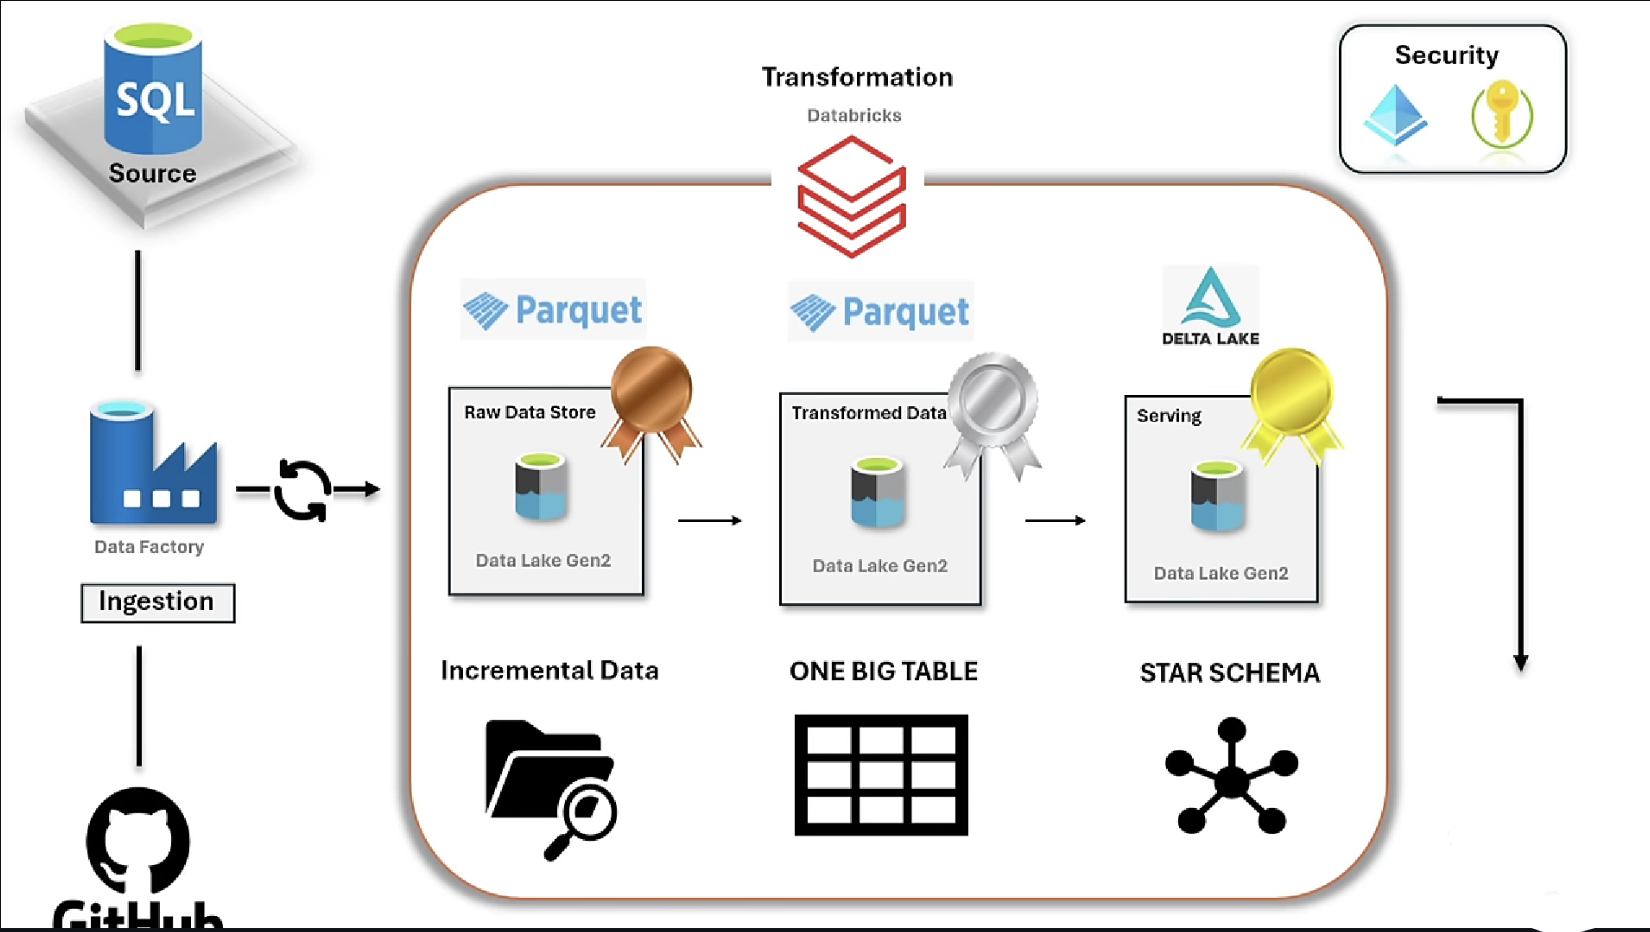 SQL
Source
Transformation
Databricks
Security
Parquet
Parquet
DELTA LAKE
Raw Data Store
Transformed Data
Serving
Data Lake Gen2
Data Lake Gen2
Data Lake Gen2
Data Factory
Ingestion
Incremental Data
ONE BIG TABLE
STAR SCHEMA
GitHub